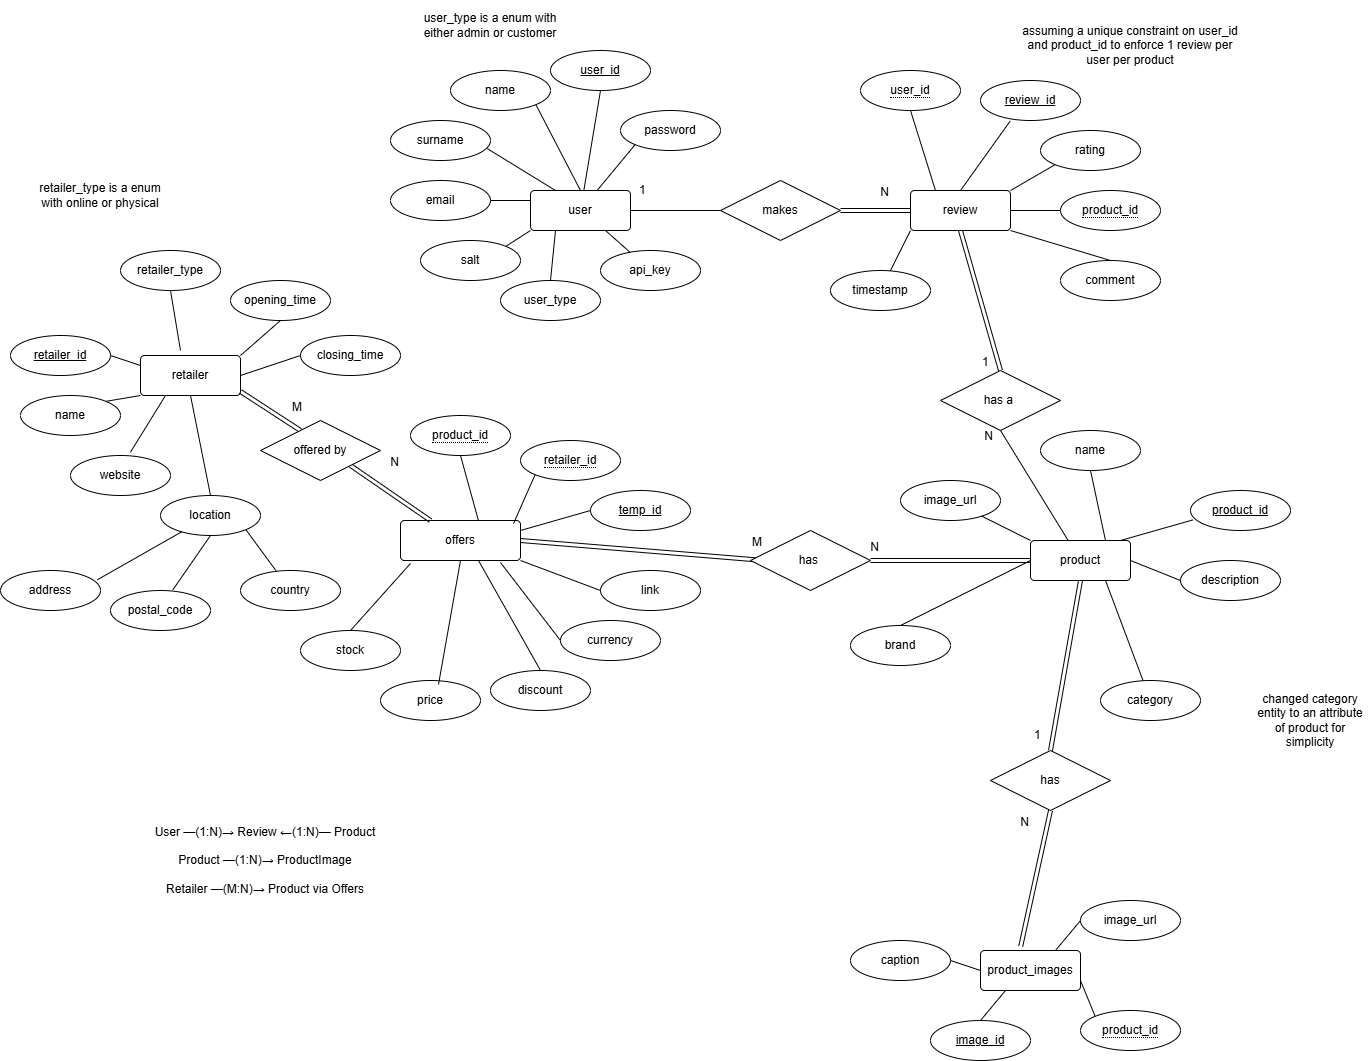 user_type is a enum with
either admin or customer
assuming a unique constraint on user_id
and product_id to enforce 1 review per
user per product
user_id
name
password
surname
email
user
1
salt
api_key
user_type
makes
N
user_id
review_id
rating
review
product_id
comment
timestamp
retailer_type is a enum
with online or physical
retailer_type
opening_time
retailer_id
closing_time
retailer
name
website
location
address
postal_code
country
M
offered by
N
product_id
retailer_id
temp_id
offers
link
currency
stock
price
discount
M
has
N
1
has a
N
name
image_url
product_id
product
description
brand
category
changed category
entity to an attribute
of product for
simplicity
1
has
N
image_url
caption
product_images
product_id
image_id
User —(1:N)→ Review ←(1:N)— Product
Product —(1:N)→ ProductImage
Retailer —(M:N)→ Product via Offers